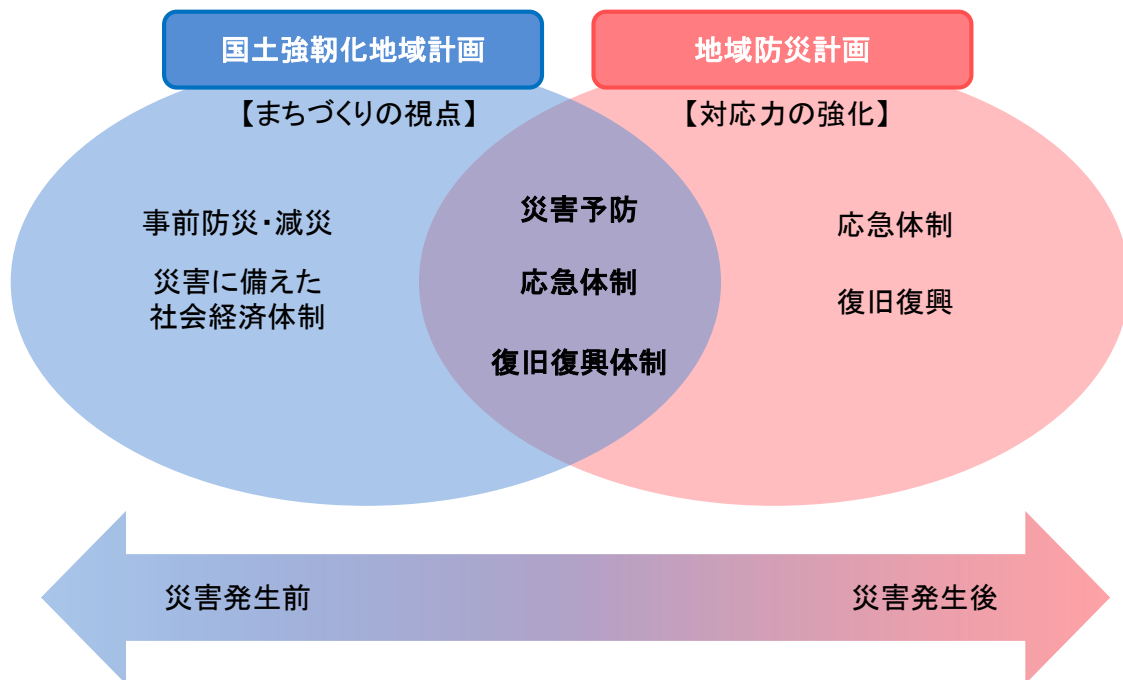 国土強靭化地域計画
地域防災計画
【まちづくりの視点】
【対応力の強化】
事前防災・減災
災害に備えた
社会経済体制
災害予防
応急体制
復旧復興体制
応急体制
復旧復興
災害発生前
災害発生後